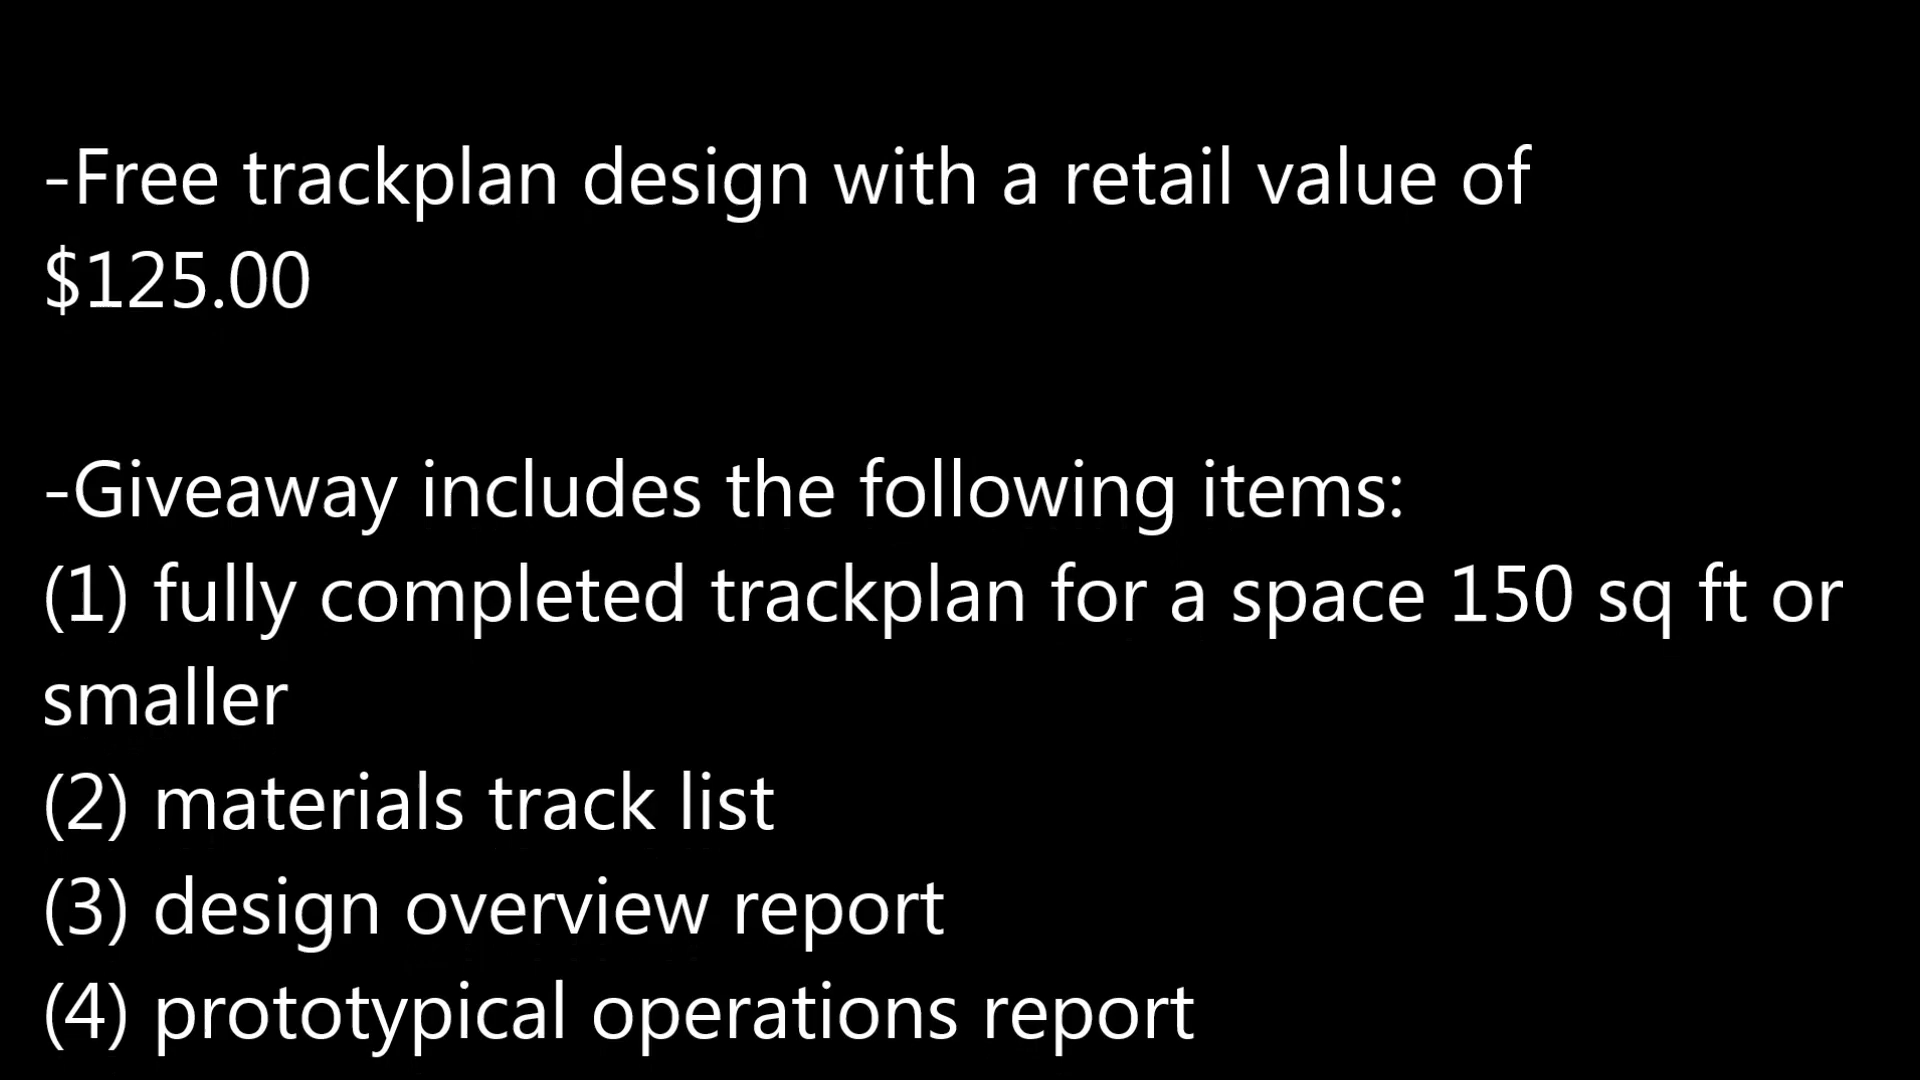 -Free trackplan design with a retail value of
$125.00
-Giveaway includes the following items:
(1) fully completed trackplan for a space 150 sq ft or
smaller
(2) materials track list
(3) design overview report
(4) prototypical operations report